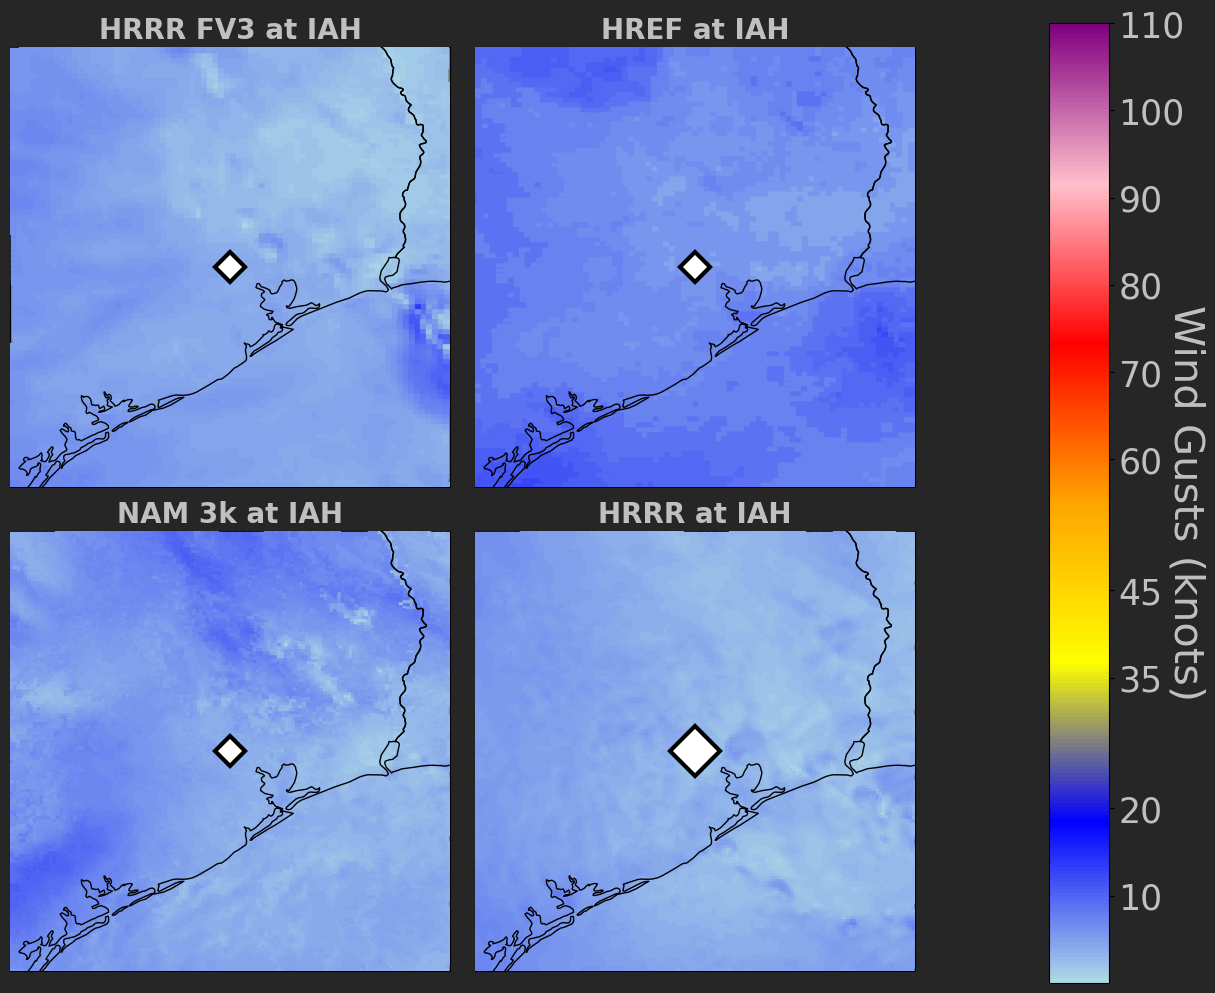 HRRR FV3 at IAH
HREF at IAH
NAM 3k at IAH
HRRR at IAH
110
100
90
80
70
60
45
35
20
10
Wind Gusts (knots)